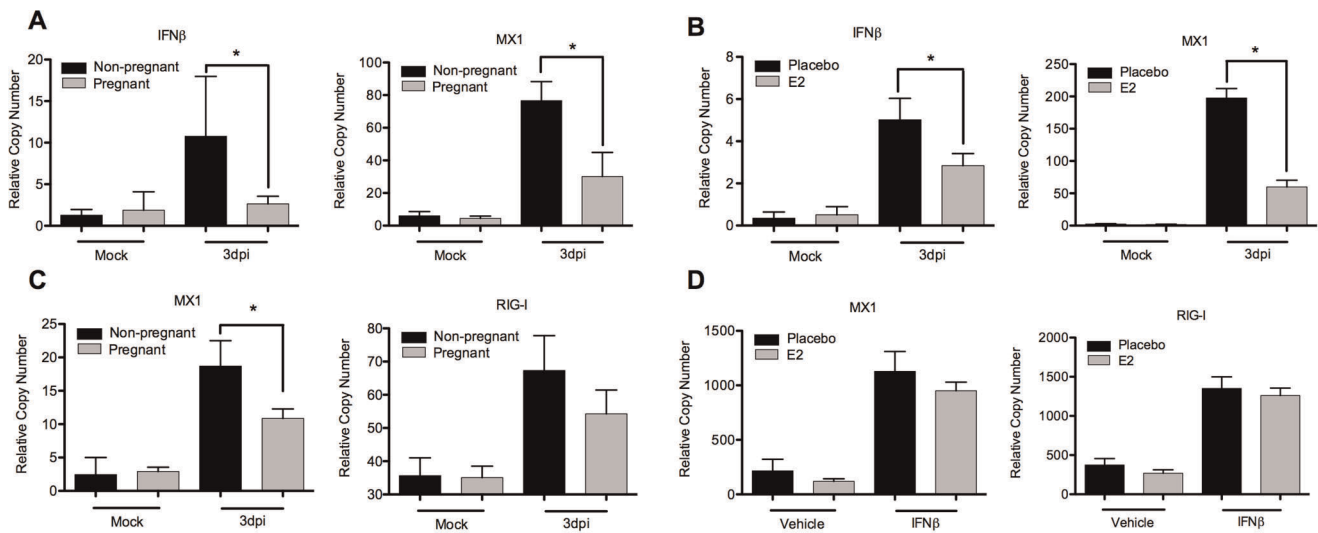 A
IFNβ
Relative Copy Number
20
15
10
5
0
Non-pregnant
Pregnant
*
Mock
3dpi
MX1
Relative Copy Number
100
80
60
40
20
0
Non-pregnant
Pregnant
*
Mock
3dpi
B
IFNβ
Relative Copy Number
8
6
4
2
0
Placebo
E2
*
Mock
3dpi
MX1
Relative Copy Number
250
200
150
100
50
0
Placebo
E2
*
Mock
3dpi
C
MX1
Relative Copy Number
25
20
15
10
5
0
Non-pregnant
Pregnant
*
Mock
3dpi
RIG-I
Relative Copy Number
80
70
60
50
40
30
Non-pregnant
Pregnant
Mock
3dpi
D
MX1
Relative Copy Number
1500
1000
500
0
Placebo
E2
Vehicle
IFNβ
RIG-I
Relative Copy Number
2000
1500
1000
500
0
Placebo
E2
Vehicle
IFNβ